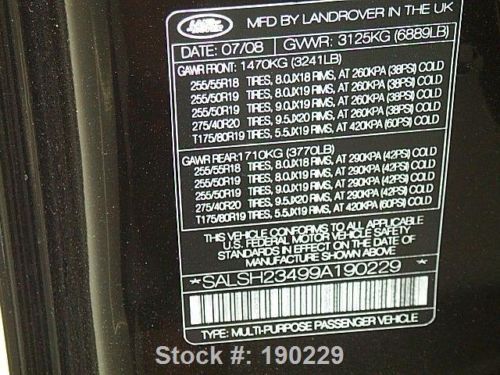 LAND ROVER
MFD BY LANDROVER IN THE UK
DATE: 07/08 GVWR: 3125KG (6889LB)
GAWR FRONT: 1470KG (3241LB)
255/55R18 TIRES, 8.0JX18 RIMS, AT 260KPA (38PSI) COLD
255/50R19 TIRES, 8.0JX19 RIMS, AT 260KPA (38PSI) COLD
255/50R19 TIRES, 9.0JX19 RIMS, AT 260KPA (38PSI) COLD
275/40R20 TIRES, 9.5JX20 RIMS, AT 260KPA (38PSI) COLD
T175/80R19 TIRES, 5.5JX19 RIMS, AT 420KPA (60PSI) COLD
GAWR REAR: 1710KG (3770LB)
255/55R18 TIRES, 8.0JX18 RIMS, AT 290KPA (42PSI) COLD
255/50R19 TIRES, 8.0JX19 RIMS, AT 290KPA (42PSI) COLD
255/50R19 TIRES, 9.0JX19 RIMS, AT 290KPA (42PSI) COLD
275/40R20 TIRES, 9.5JX20 RIMS, AT 290KPA (42PSI) COLD
T175/80R19 TIRES, 5.5JX19 RIMS, AT 420KPA (60PSI) COLD
THIS VEHICLE CONFORMS TO ALL APPLICABLE
U.S. FEDERAL MOTOR VEHICLE SAFETY
STANDARDS IN EFFECT ON THE DATE OF
MANUFACTURE SHOWN ABOVE
*SALSH23499A190229*
TYPE: MULTI-PURPOSE PASSENGER VEHICLE
Stock #: 190229